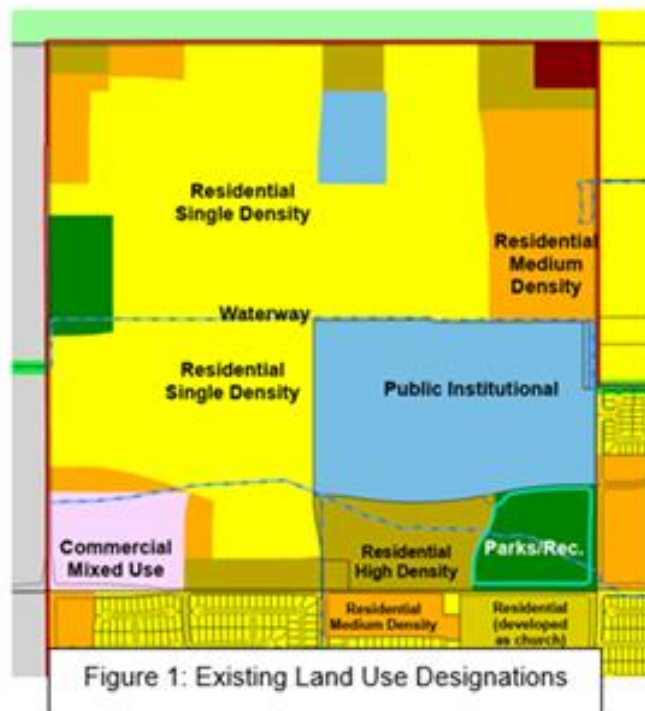 Residential
Single Density
Residential
Medium
Density
Waterway
Residential
Single Density
Public Institutional
Commercial
Mixed Use
Residential
High Density
Parks/Rec.
Residential
Medium Density
Residential
(developed
as church)
Figure 1: Existing Land Use Designations